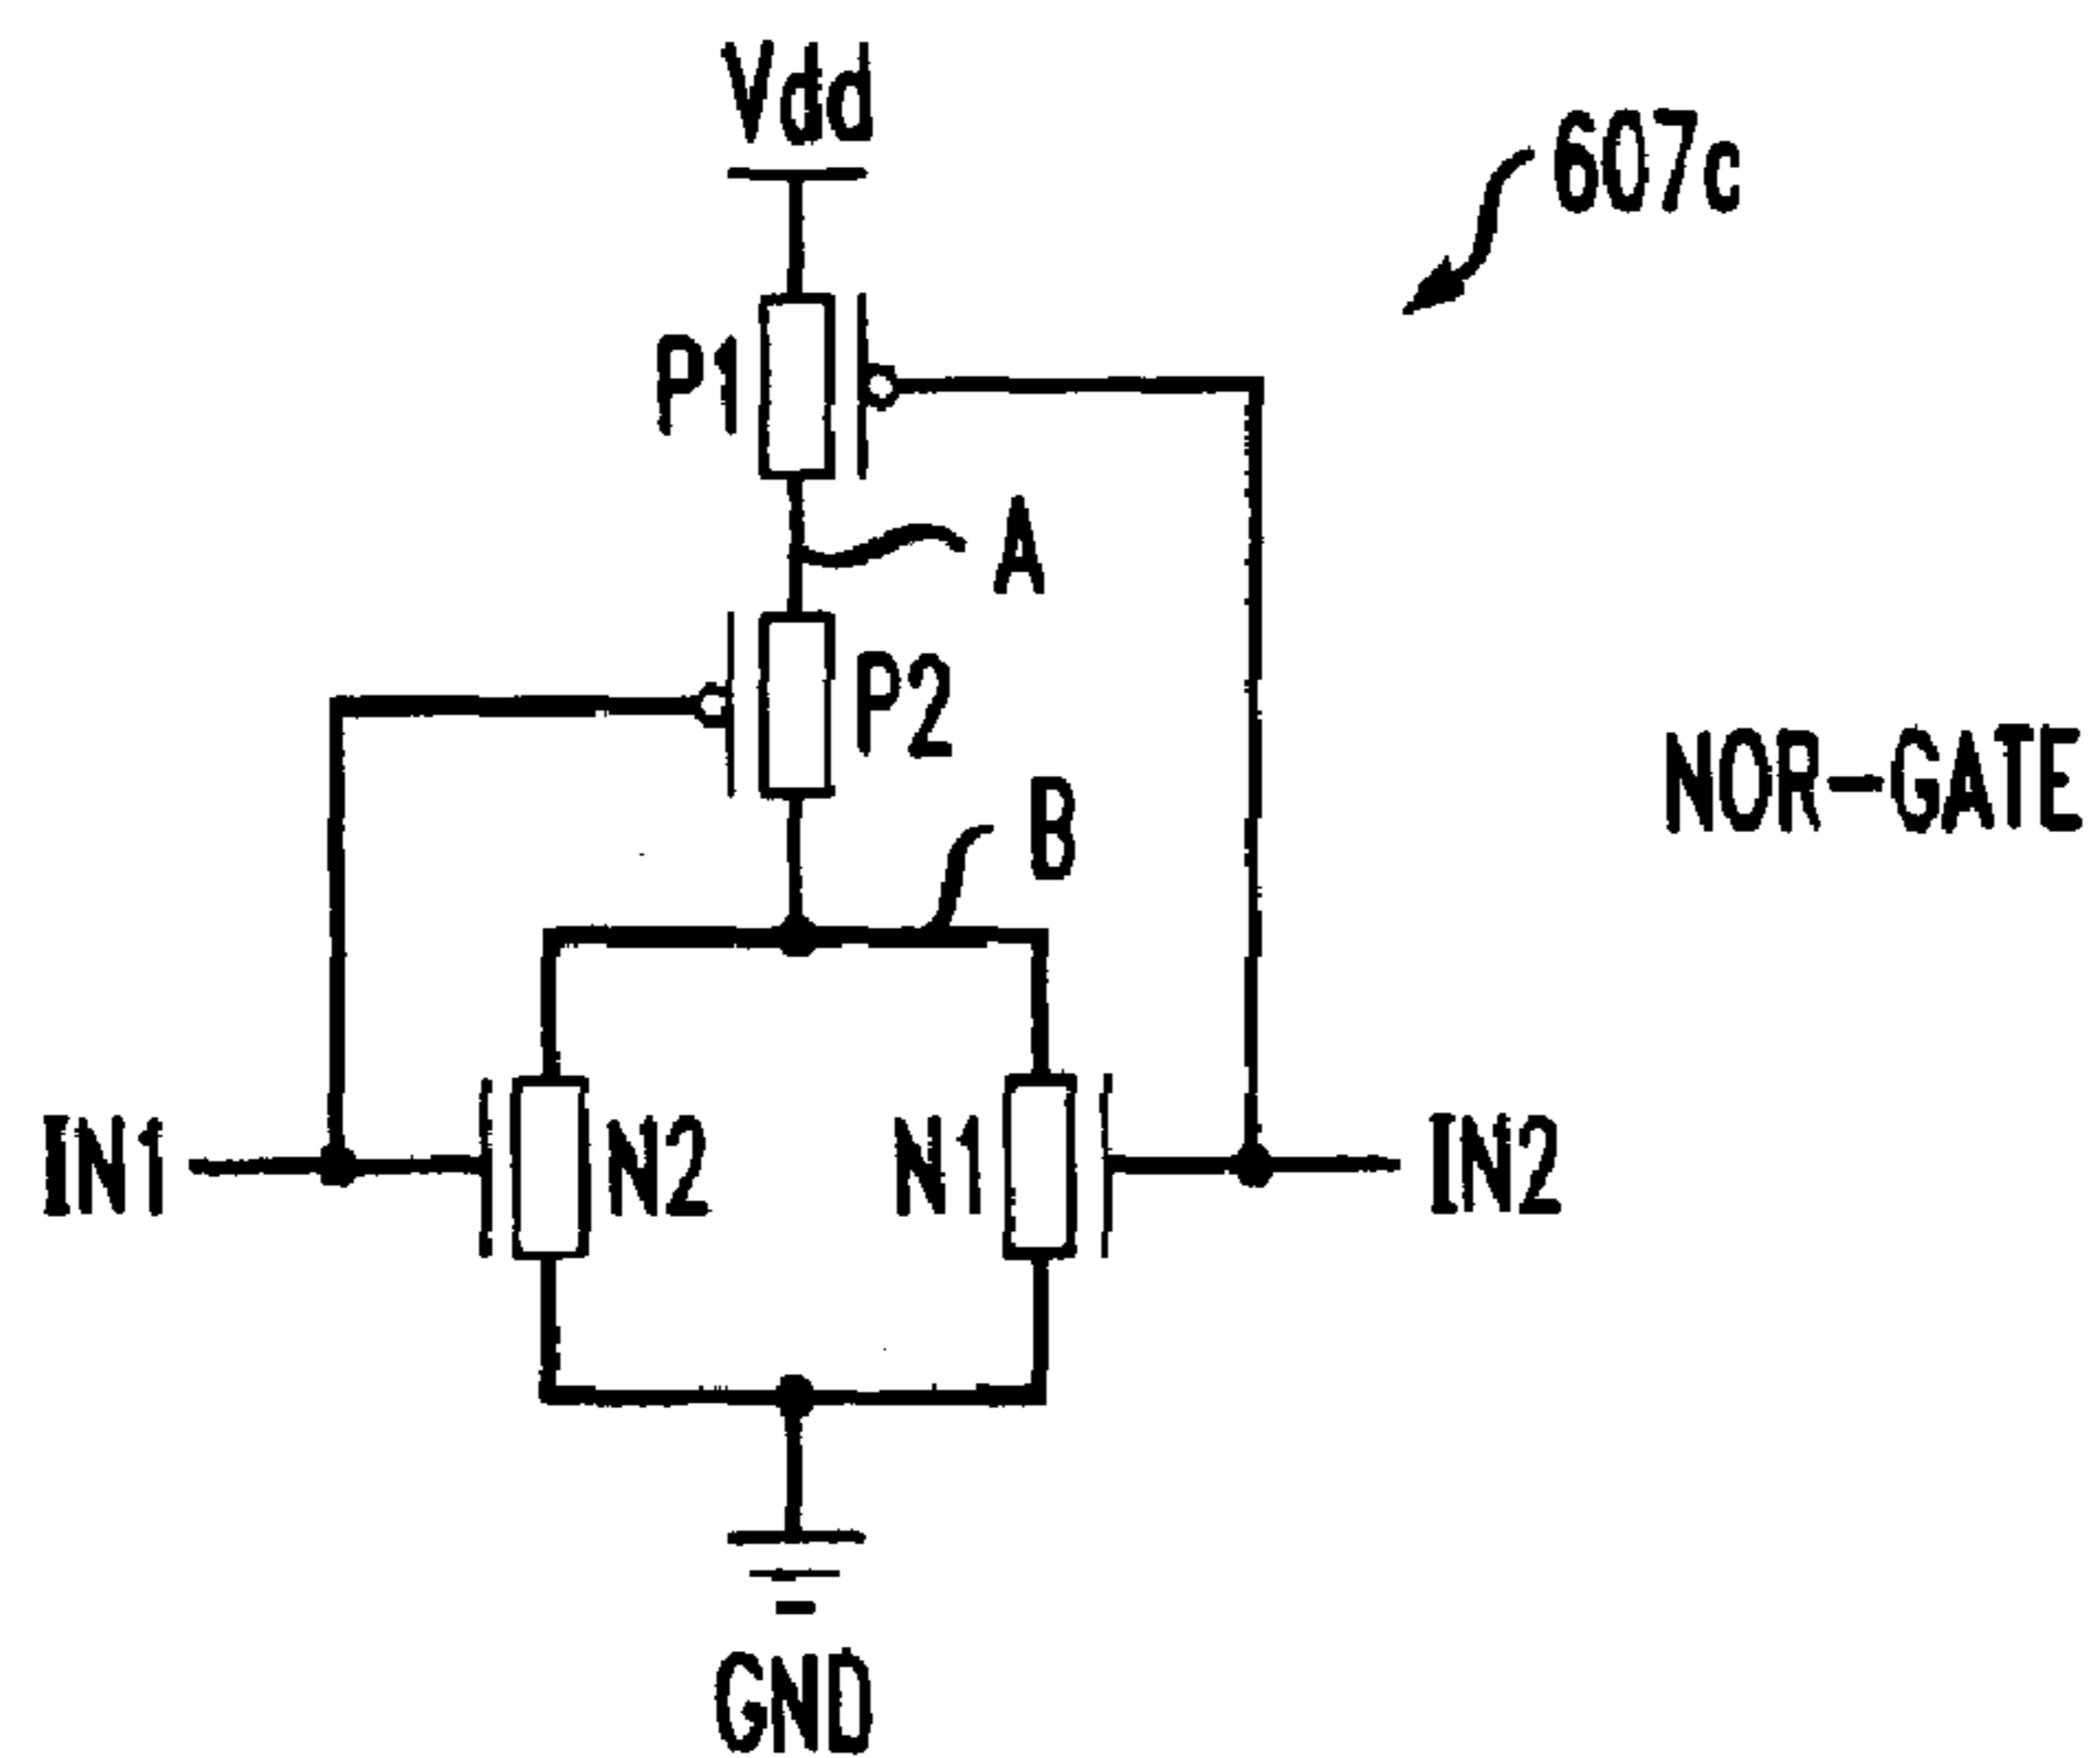 Vdd
607c
P1
A
P2
B
NOR-GATE
IN1
N2
N1
IN2
GND